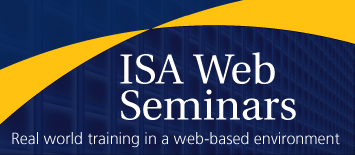 ISA Web
Seminars
Real world training in a web-based environment